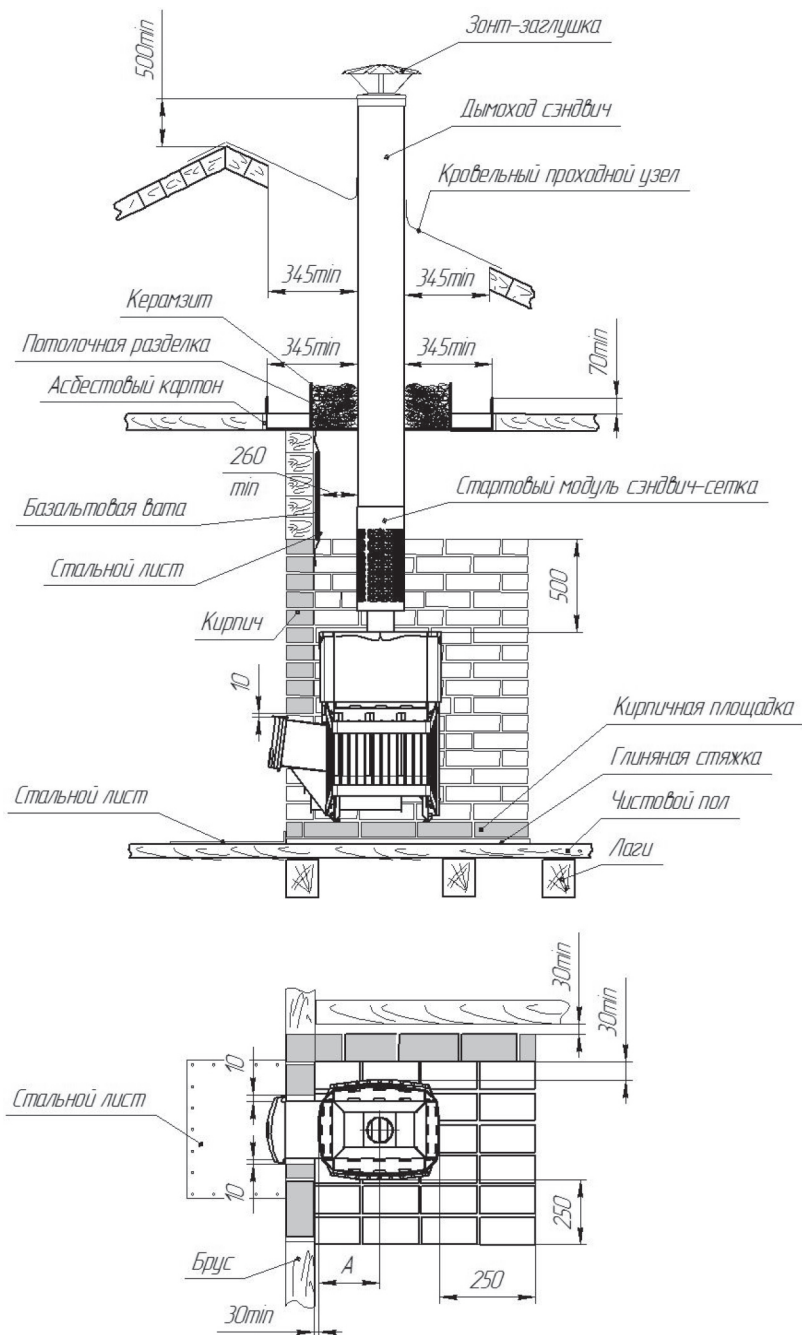 Зонт-заглушка
500min
Дымоход сэндвич
Кровельный проходной узел
345min
345min
Керамзит
Потолочная разделка
345min
345min
70min
Асбестовый картон
260
min
Стартовый модуль сэндвич-сетка
Базальтовая вата
Стальной лист
500
Кирпич
10
Кирпичная площадка
Глиняная стяжка
Стальной лист
Чистовой пол
Лаги
30min
30min
10
Стальной лист
10
250
Брус
А
250
30min